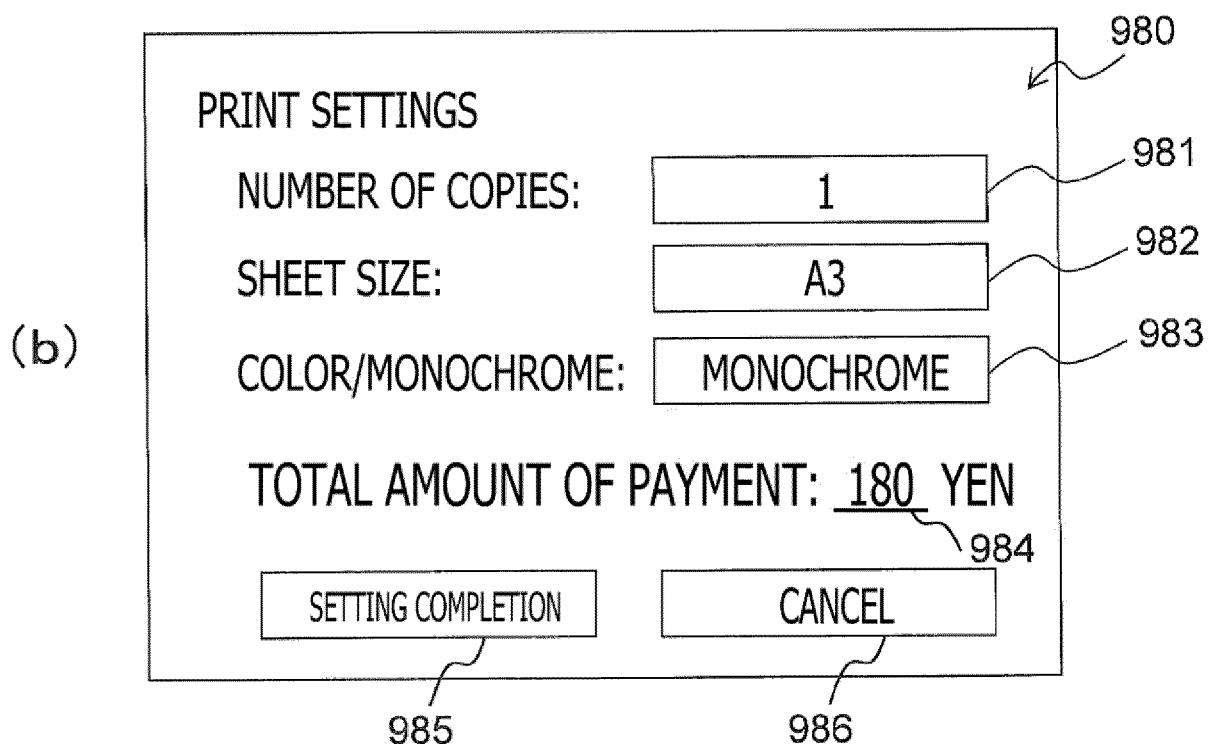 980
PRINT SETTINGS
NUMBER OF COPIES: 1 981
SHEET SIZE: A3 982
(b)
COLOR/MONOCHROME: MONOCHROME 983
TOTAL AMOUNT OF PAYMENT: 180 YEN
984
SETTING COMPLETION CANCEL
985 986